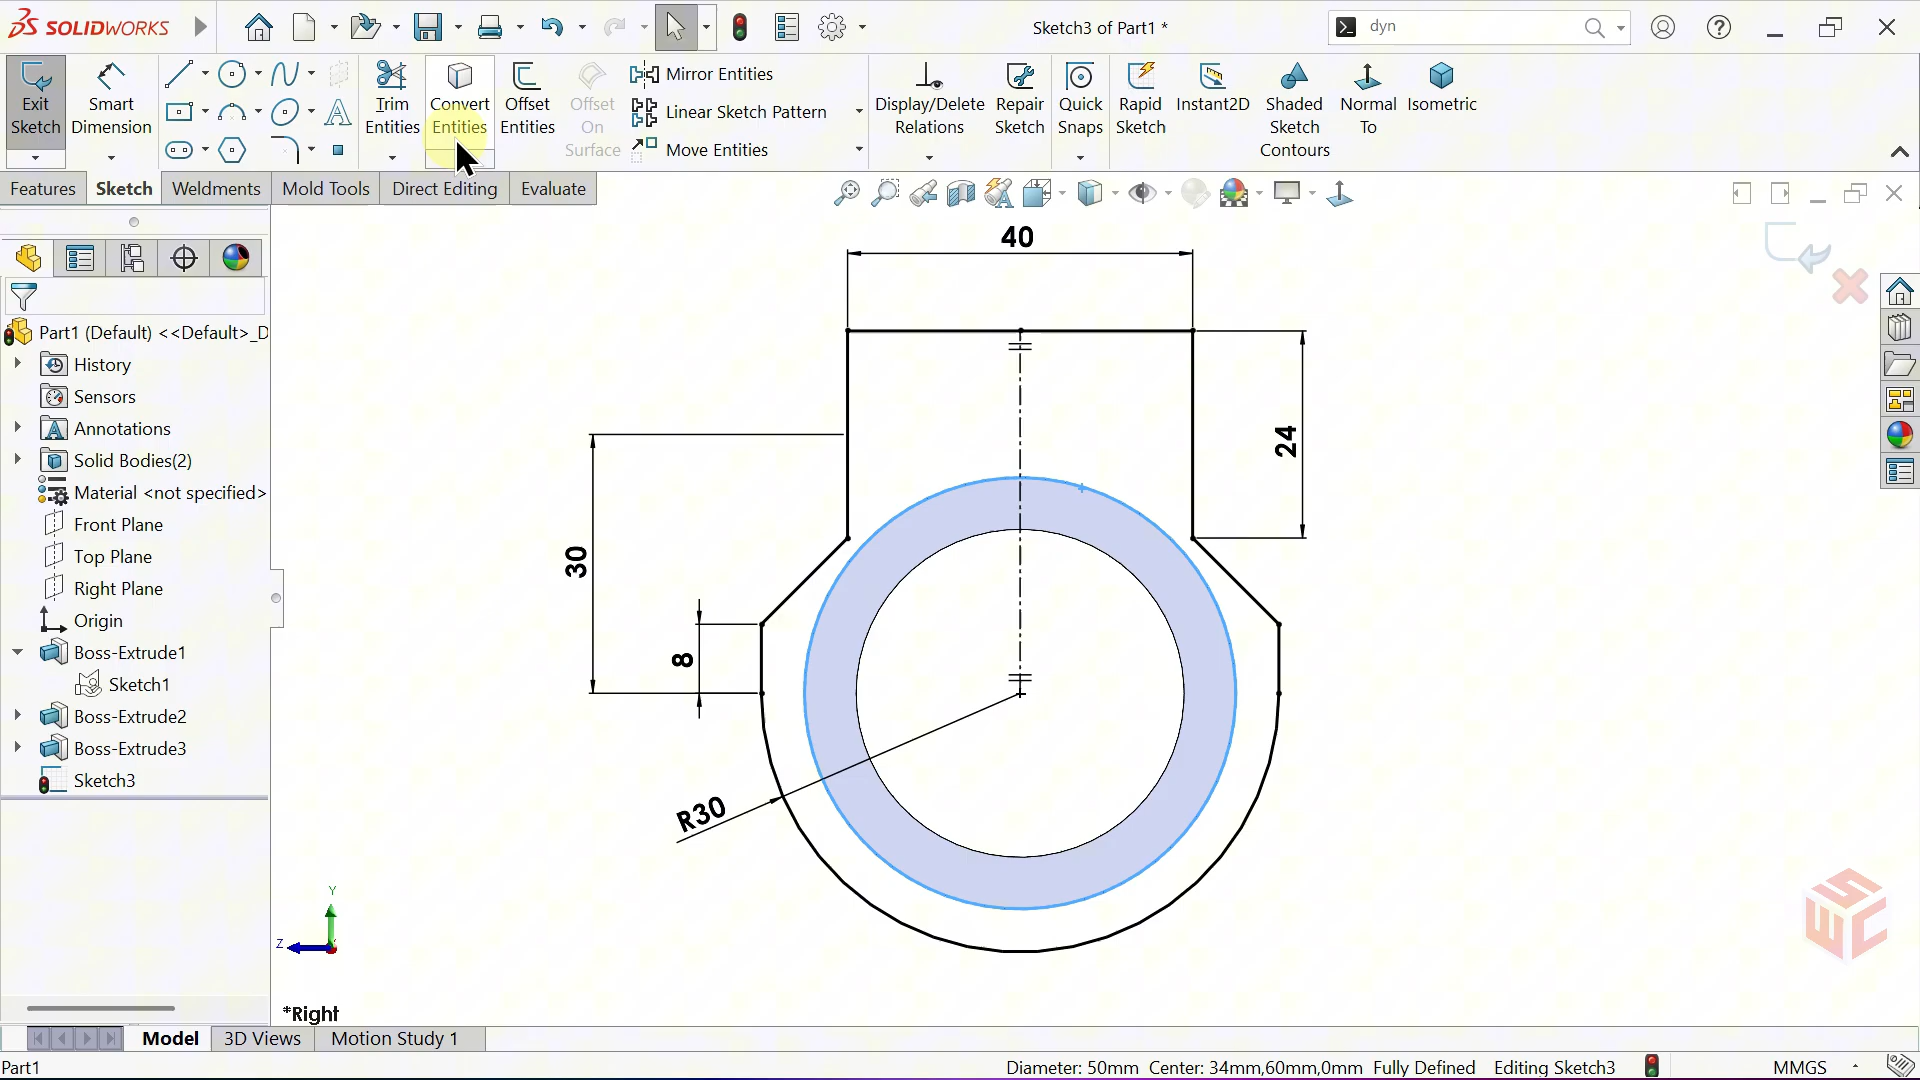 SOLIDWORKS
Sketch3 of Part1 *
dyn
Exit Sketch
Smart Dimension
Trim Entities
Convert Entities
Offset Entities
Offset On Surface
Mirror Entities
Linear Sketch Pattern
Move Entities
Display/Delete Relations
Repair Sketch
Quick Snaps
Rapid Sketch
Instant2D
Shaded Sketch Contours
Normal To
Isometric
Features
Sketch
Weldments
Mold Tools
Direct Editing
Evaluate
Part1 (Default) <<Default>_D
History
Sensors
Annotations
Solid Bodies(2)
Material <not specified>
Front Plane
Top Plane
Right Plane
Origin
Boss-Extrude1
Sketch1
Boss-Extrude2
Boss-Extrude3
Sketch3
40
24
30
8
R30
Y
Z
*Right
SWC
Model
3D Views
Motion Study 1
Part1
Diameter: 50mm Center: 34mm,60mm,0mm Fully Defined Editing Sketch3
MMGS